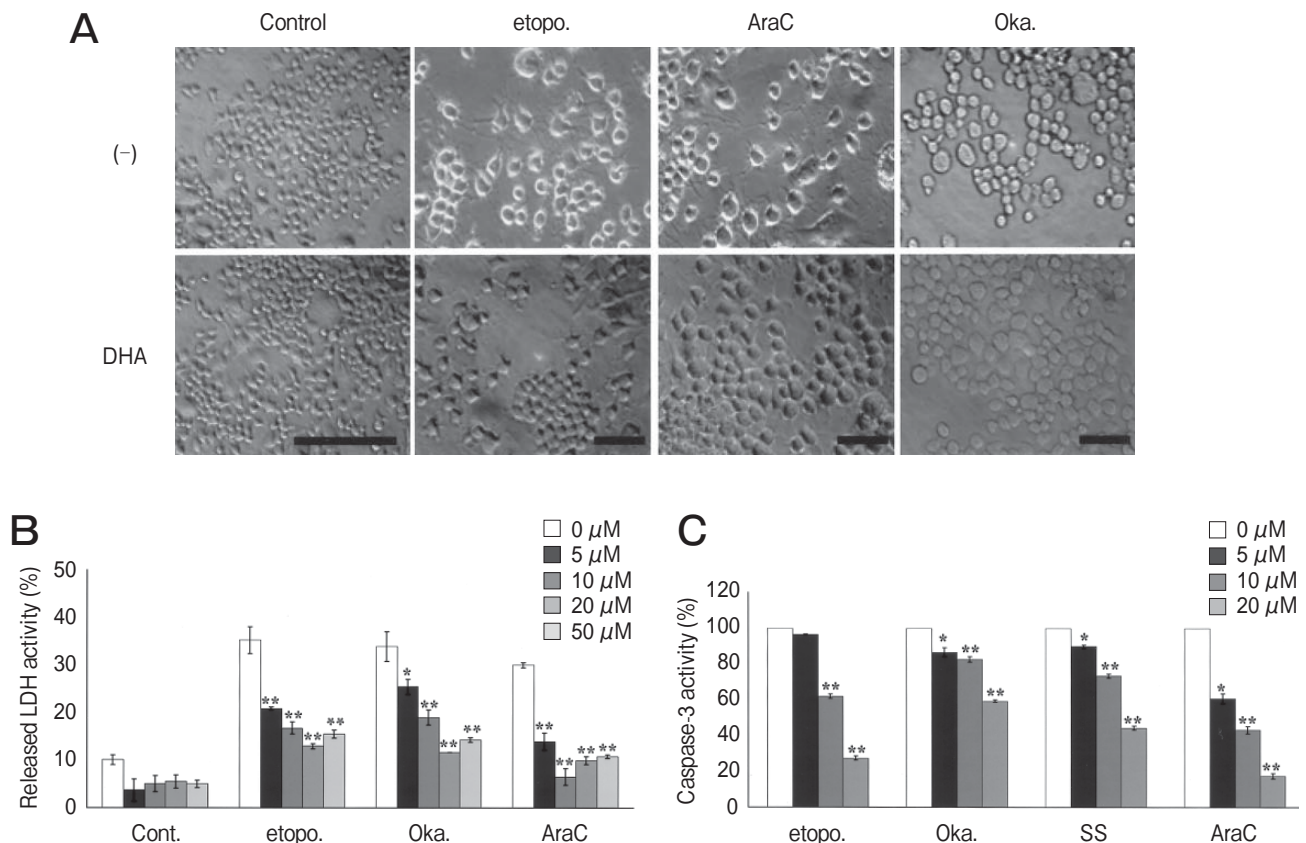 A
Control etopo. AraC Oka.
(−)
DHA
B
0 μM
5 μM
10 μM
20 μM
50 μM
Released LDH activity (%)
50
40
30
20
10
0
** ** ** **
* ** ** **
** ** ** **
Cont. etopo. Oka. AraC
C
0 μM
5 μM
10 μM
20 μM
Caspase-3 activity (%)
120
100
80
60
40
20
0
** **
* ** **
* ** **
* ** **
etopo. Oka. SS AraC